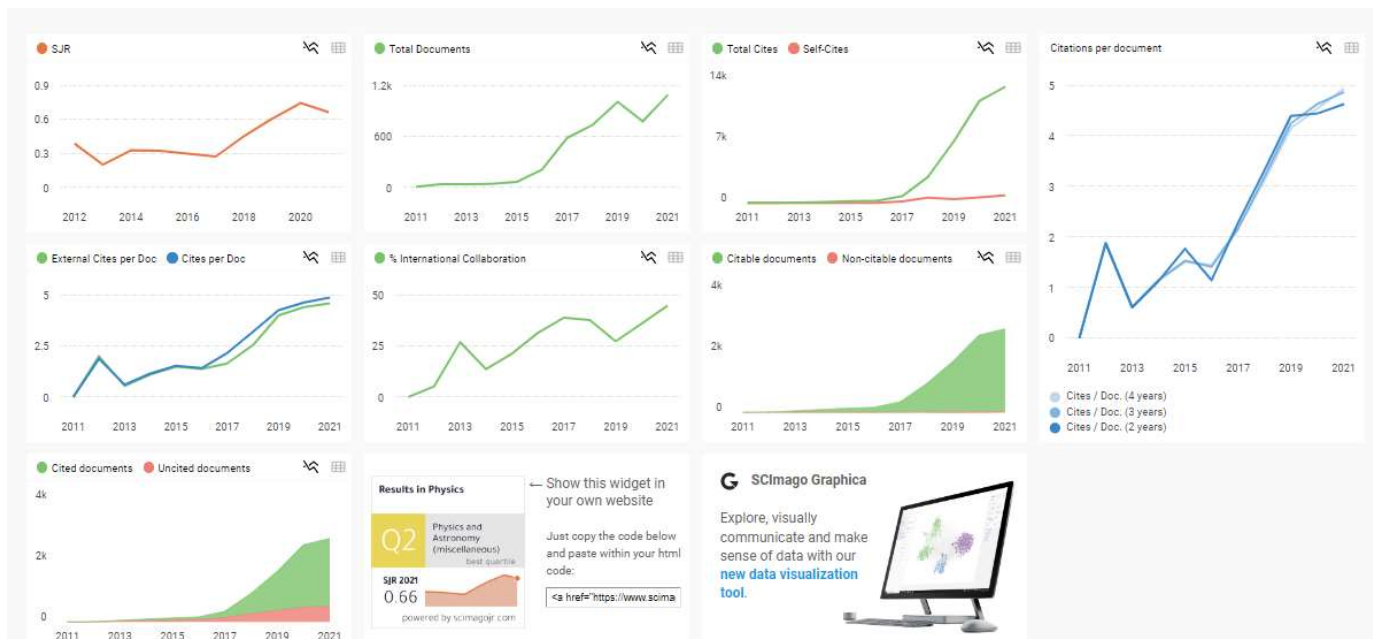 SJR
0.9
0.6
0.3
0
2012 2014 2016 2018 2020
Total Documents
1.2k
600
0
2011 2013 2015 2017 2019 2021
Total Cites Self-Cites
14k
7k
0
2011 2013 2015 2017 2019 2021
Citations per document
5
4
3
2
1
0
2011 2013 2015 2017 2019 2021
Cites / Doc. (4 years)
Cites / Doc. (3 years)
Cites / Doc. (2 years)
External Cites per Doc Cites per Doc
5
2.5
0
2011 2013 2015 2017 2019 2021
% International Collaboration
50
25
0
2011 2013 2015 2017 2019 2021
Citable documents Non-citable documents
4k
2k
0
2011 2013 2015 2017 2019 2021
Cited documents Uncited documents
4k
2k
0
2011 2013 2015 2017 2019 2021
Results in Physics
Q2
Physics and
Astronomy
(miscellaneous)
best quartile
SJR 2021
0.66
powered by scimagojr.com
← Show this widget in
your own website
Just copy the code below
and paste within your html
code:
<a href="https://www.scima
G SCImago Graphica
Explore, visually
communicate and make
sense of data with our
new data visualization
tool.